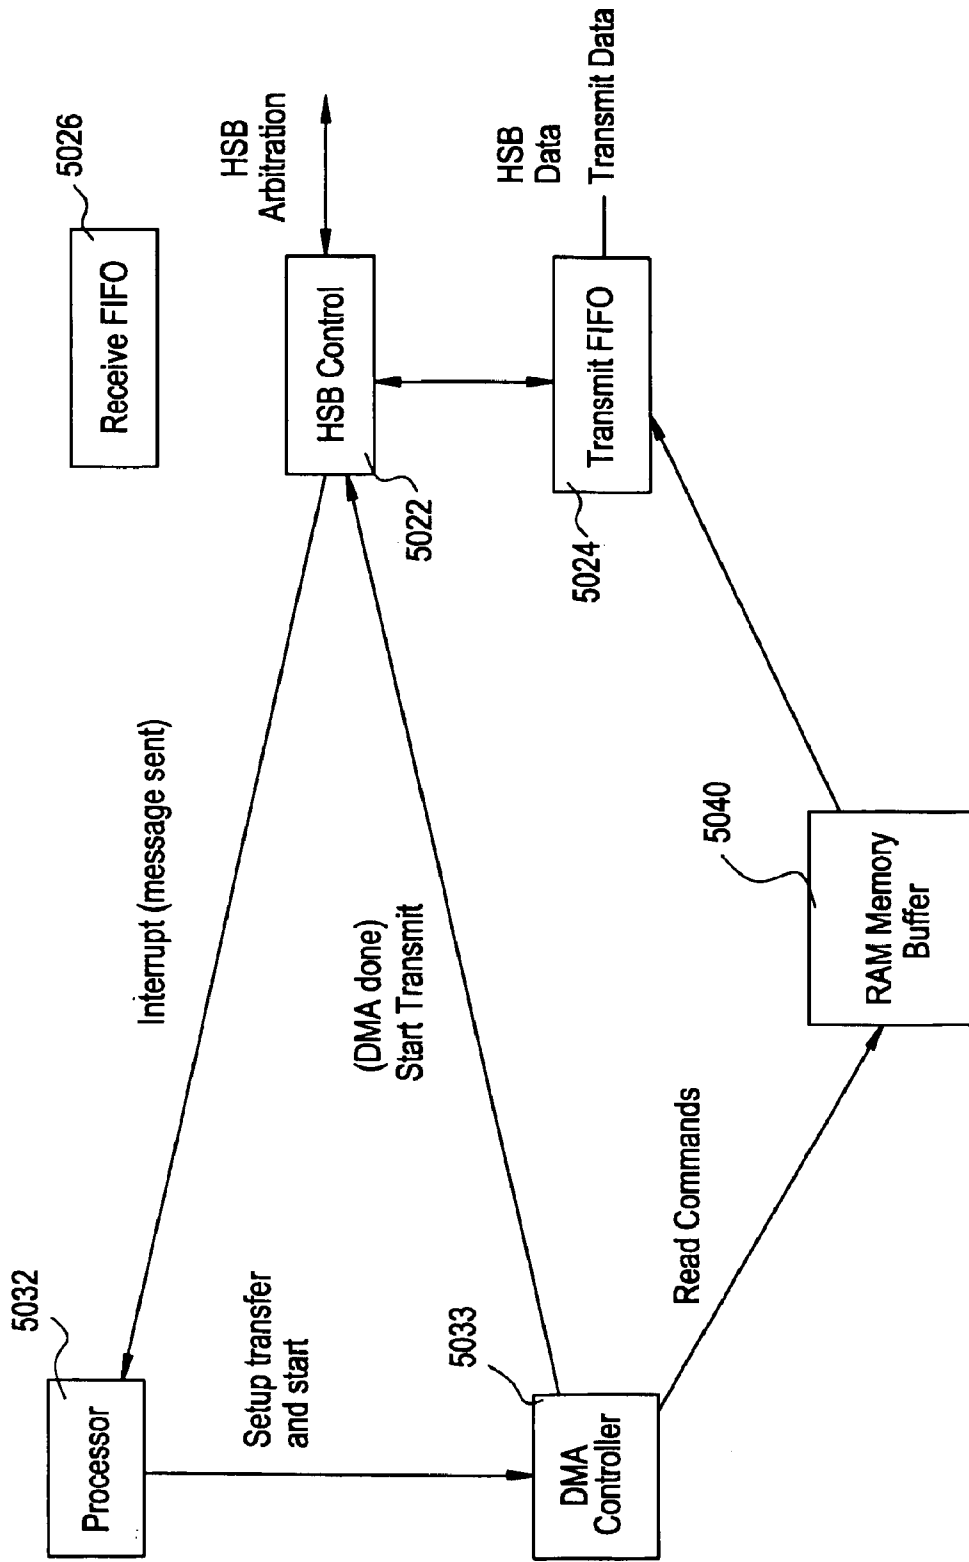 5032
Processor
Setup transfer
and start
5033
DMA
Controller
Interrupt (message sent)
(DMA done)
Start Transmit
Read Commands
5040
RAM Memory
Buffer
5026
Receive FIFO
HSB
Arbitration
HSB Control
5022
HSB
Data
Transmit Data
Transmit FIFO
5024